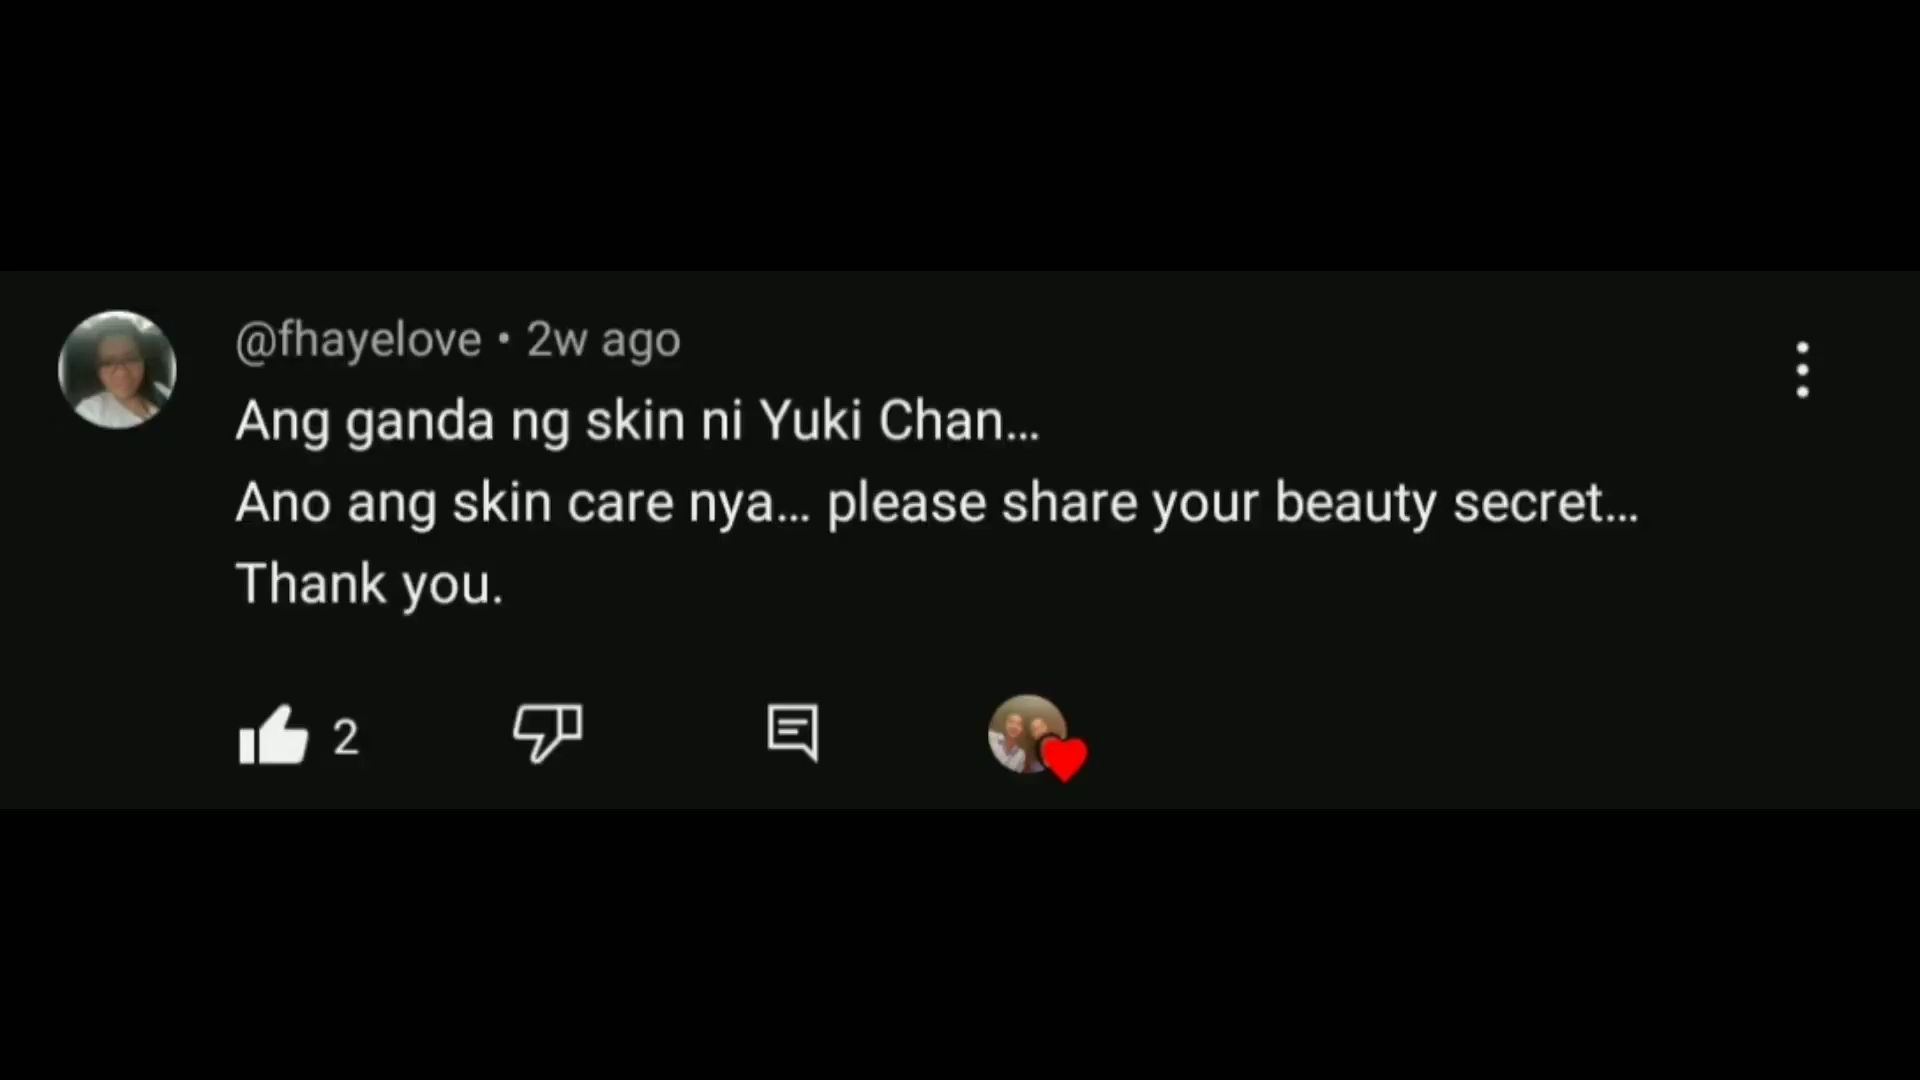 @fhayelove • 2w ago
Ang ganda ng skin ni Yuki Chan...
Ano ang skin care nya... please share your beauty secret...
Thank you.
2